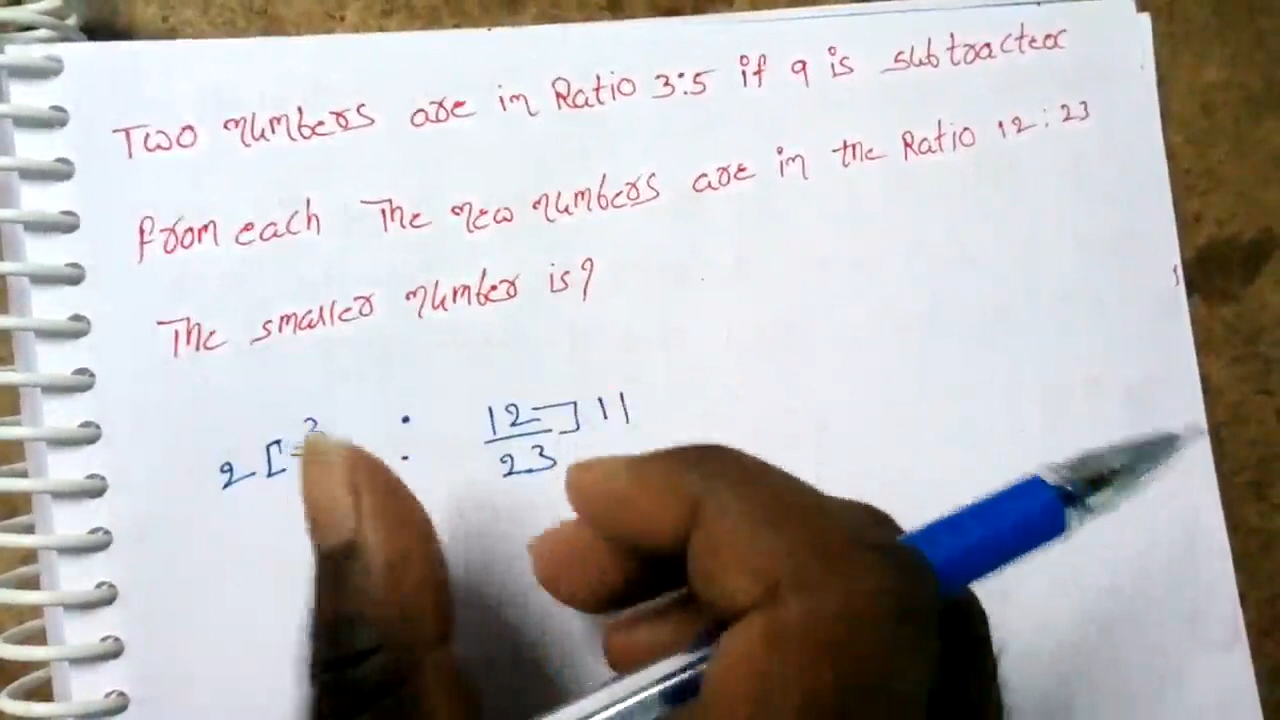 Two numbers are in Ratio 3:5 if 9 is subtracted
from each The new numbers are in the Ratio 12:23
The smaller number is?
2 [ 3 : 12 ] 11
23